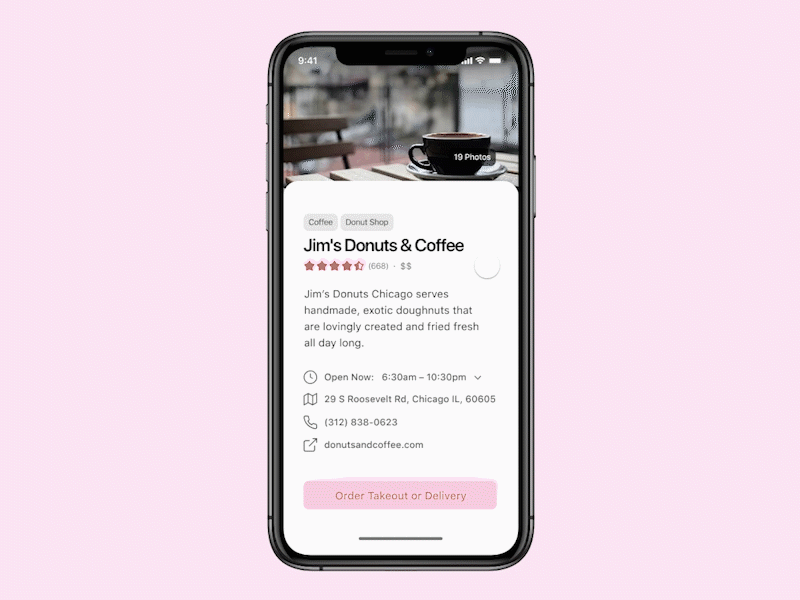 9:41
19 Photos
Coffee Donut Shop
Jim's Donuts & Coffee
(668) · $$
Jim's Donuts Chicago serves
handmade, exotic doughnuts that
are lovingly created and fried fresh
all day long.
Open Now: 6:30am – 10:30pm
29 S Roosevelt Rd, Chicago IL, 60605
(312) 838-0623
donutsandcoffee.com
Order Takeout or Delivery